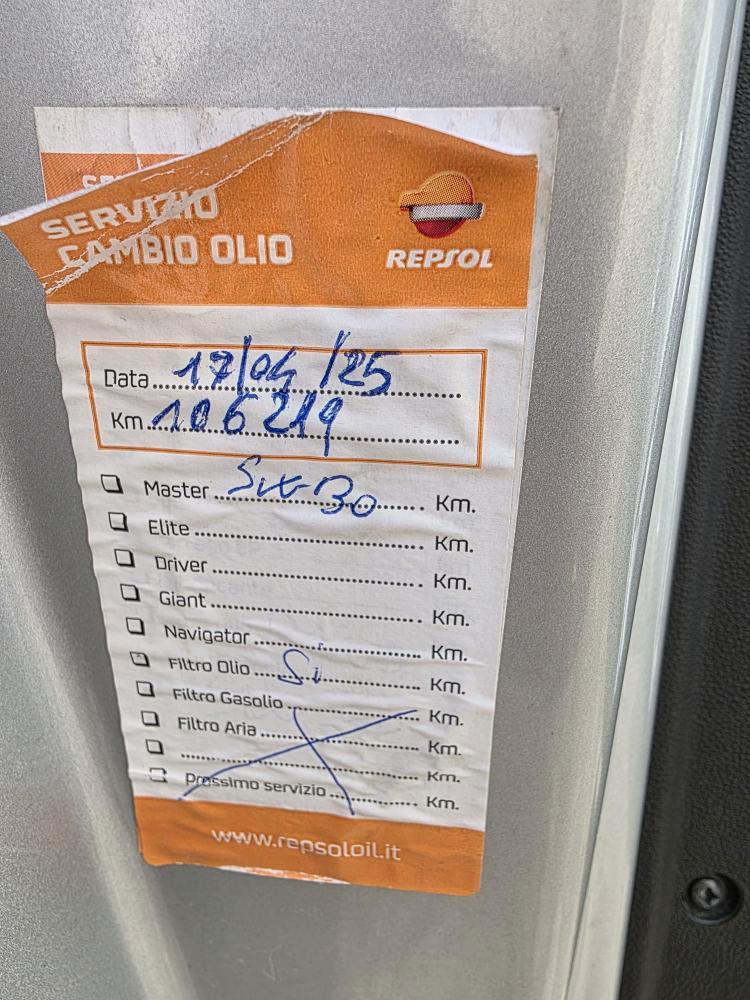 SE
SERVIZIO
CAMBIO OLIO
REPSOL
Data 17/04/25
Km 106219
Master 5W30 Km.
Elite Km.
Driver Km.
Giant Km.
Navigator Km.
Filtro Olio Si Km.
Filtro Gasolio Km.
Filtro Aria Km.
Km.
Prossimo servizio Km.
www.repsoloil.it